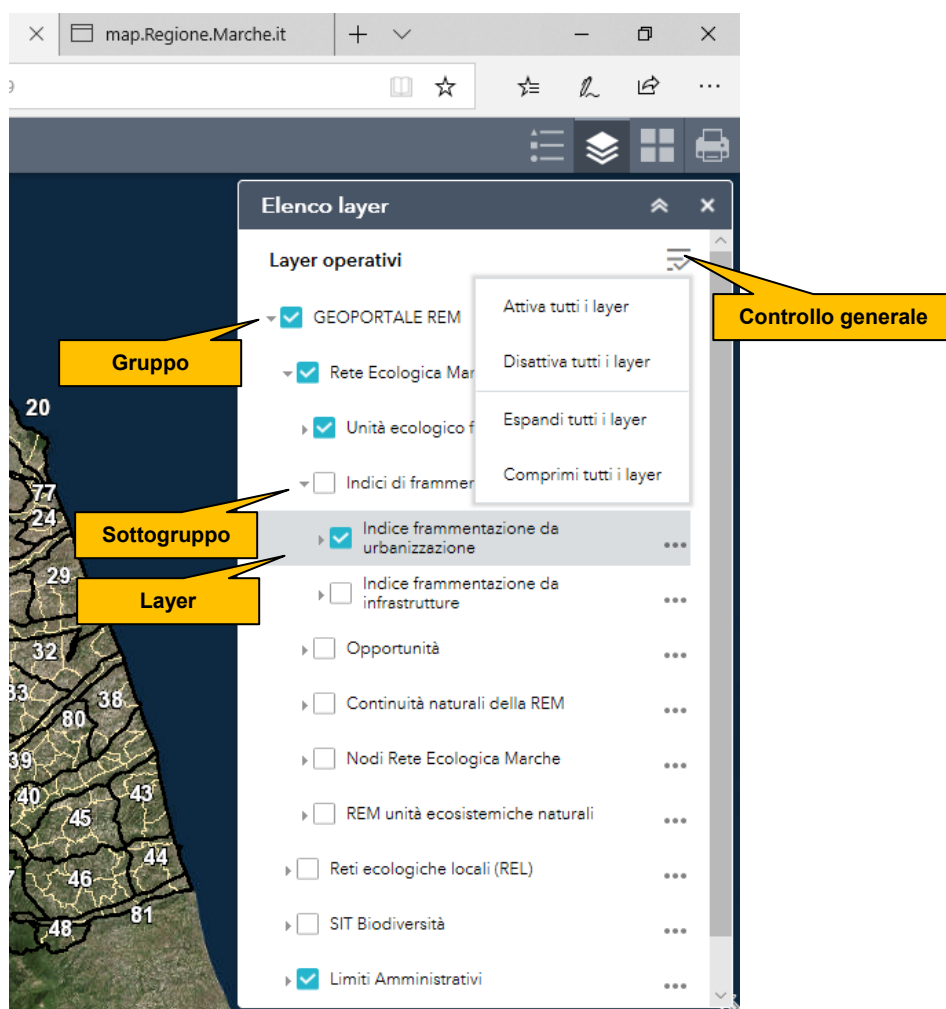 map.Regione.Marche.it
9
Elenco layer
Layer operativi
Controllo generale
Attiva tutti i layer
GEOPORTALE REM
Gruppo
Disattiva tutti i layer
Rete Ecologica Mar
20
Espandi tutti i layer
Unità ecologico f
Comprimi tutti i layer
Indici di framme
77
24
Sottogruppo
Indice frammentazione da
urbanizzazione
29
Layer
Indice frammentazione da
infrastrutture
32
Opportunità
33
38
80
Continuità naturali della REM
39
Nodi Rete Ecologica Marche
40
43
45
REM unità ecosistemiche naturali
44
46
Reti ecologiche locali (REL)
81
48
SIT Biodiversità
Limiti Amministrativi